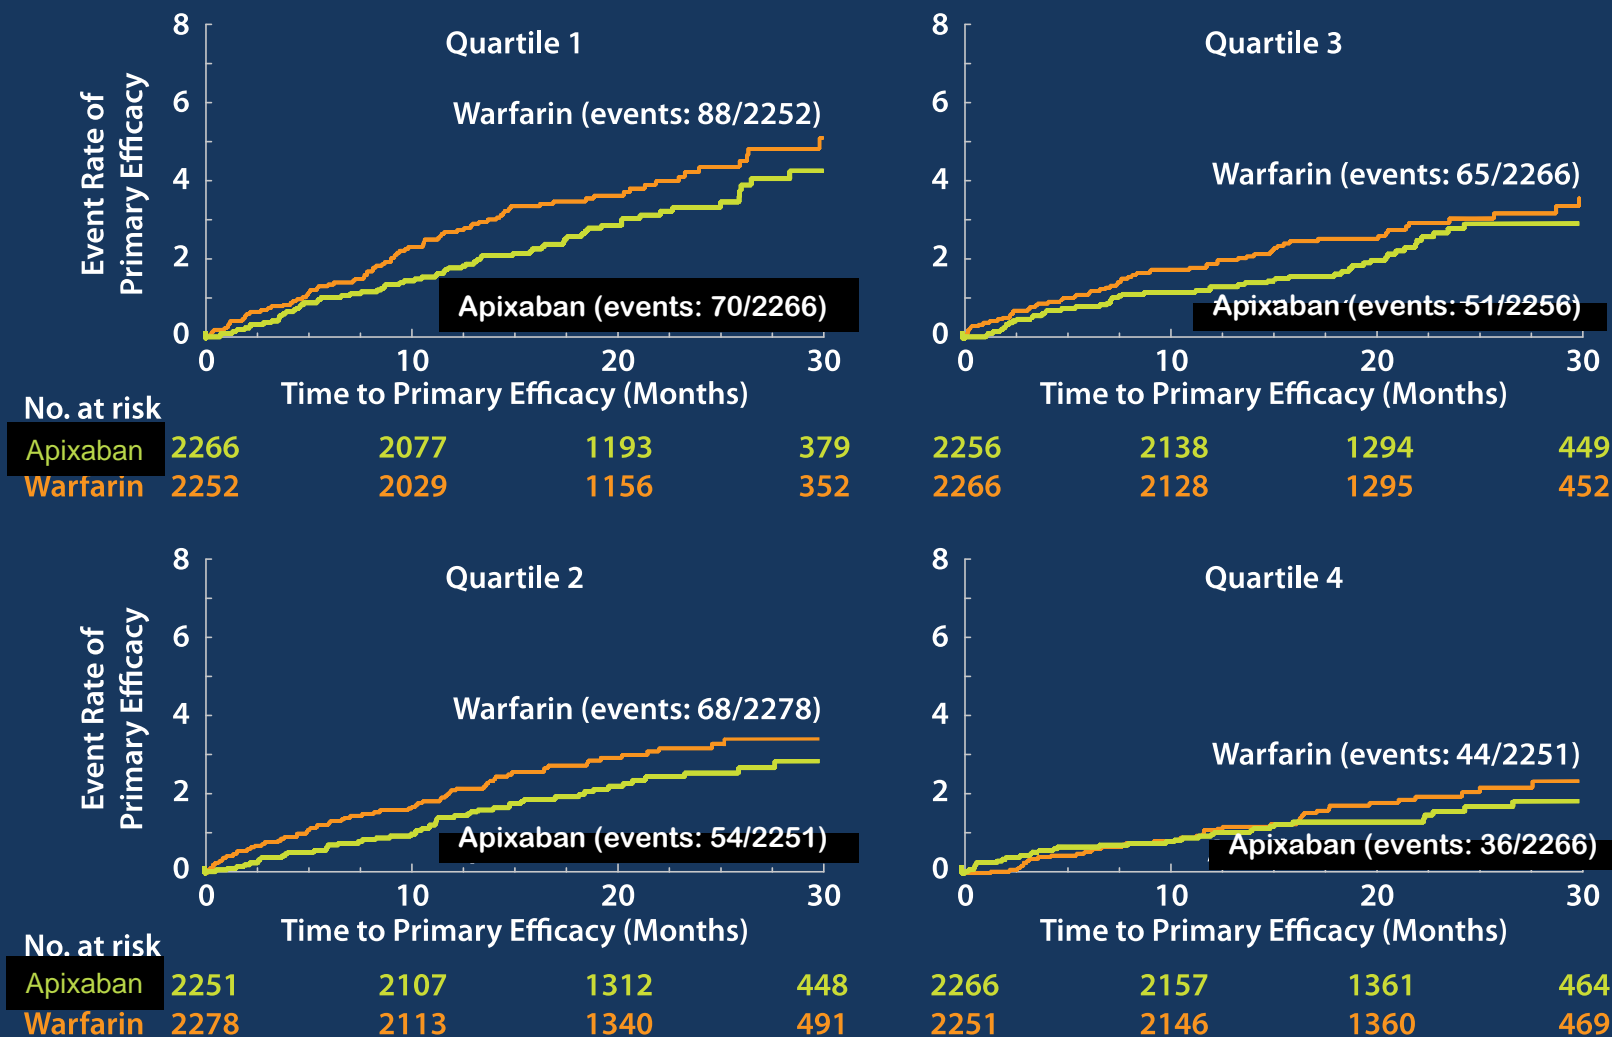 8
6
4
2
0
Event Rate of
Primary Efficacy
Quartile 1
Warfarin (events: 88/2252)
Apixaban (events: 70/2266)
0 10 20 30
Time to Primary Efficacy (Months)
No. at risk
Apixaban 2266 2077 1193 379
Warfarin 2252 2029 1156 352
8
6
4
2
0
Quartile 3
Warfarin (events: 65/2266)
Apixaban (events: 51/2256)
0 10 20 30
Time to Primary Efficacy (Months)
2256 2138 1294 449
2266 2128 1295 452
8
6
4
2
0
Event Rate of
Primary Efficacy
Quartile 2
Warfarin (events: 68/2278)
Apixaban (events: 54/2251)
0 10 20 30
Time to Primary Efficacy (Months)
No. at risk
Apixaban 2251 2107 1312 448
Warfarin 2278 2113 1340 491
8
6
4
2
0
Quartile 4
Warfarin (events: 44/2251)
Apixaban (events: 36/2266)
0 10 20 30
Time to Primary Efficacy (Months)
2266 2157 1361 464
2251 2146 1360 469